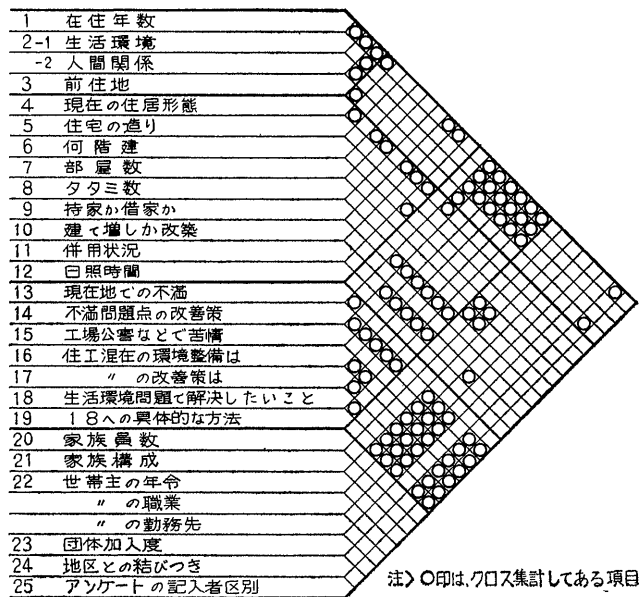 1 在住年数
2-1 生活環境
-2 人間関係
3 前住地
4 現在の住居形態
5 住宅の造り
6 何階建
7 部屋数
8 タタミ数
9 持家か借家か
10 建て増しか改築
11 併用状況
12 日照時間
13 現在地での不満
14 不満問題点の改善策
15 工場公害などで苦情
16 住工混在の環境整備は
17 〃 の改善策は
18 生活環境問題で解決したいこと
19 18への具体的な方法
20 家族員数
21 家族構成
22 世帯主の年令
〃 の職業
〃 の勤務先
23 団体加入度
24 地区との結びつき
25 アンケートの記入者区別
注〉〇印は、クロス集計してある項目